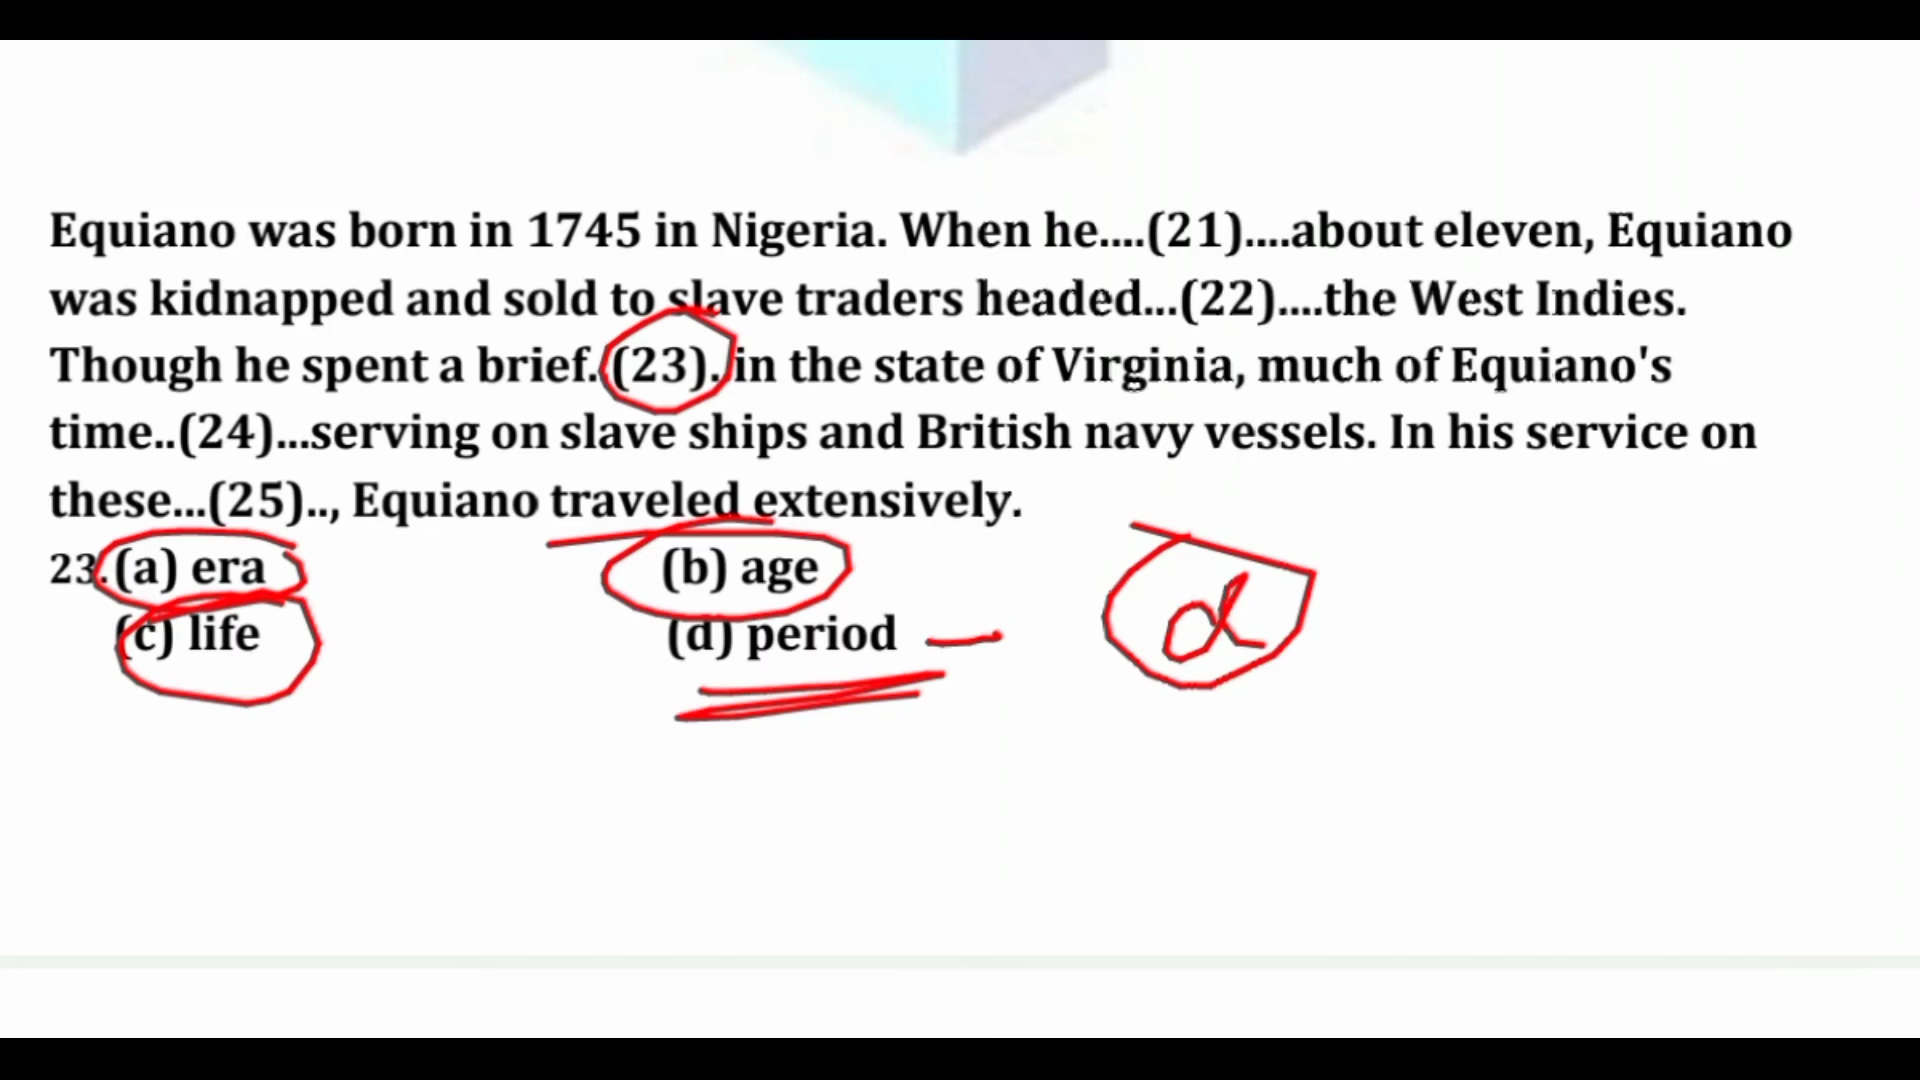 Equiano was born in 1745 in Nigeria. When he....(21)....about eleven, Equiano
was kidnapped and sold to slave traders headed...(22)....the West Indies.
Though he spent a brief.(23).in the state of Virginia, much of Equiano's
time..(24)...serving on slave ships and British navy vessels. In his service on
these...(25).., Equiano traveled extensively.
23.(a) era (b) age
(c) life (d) period
d